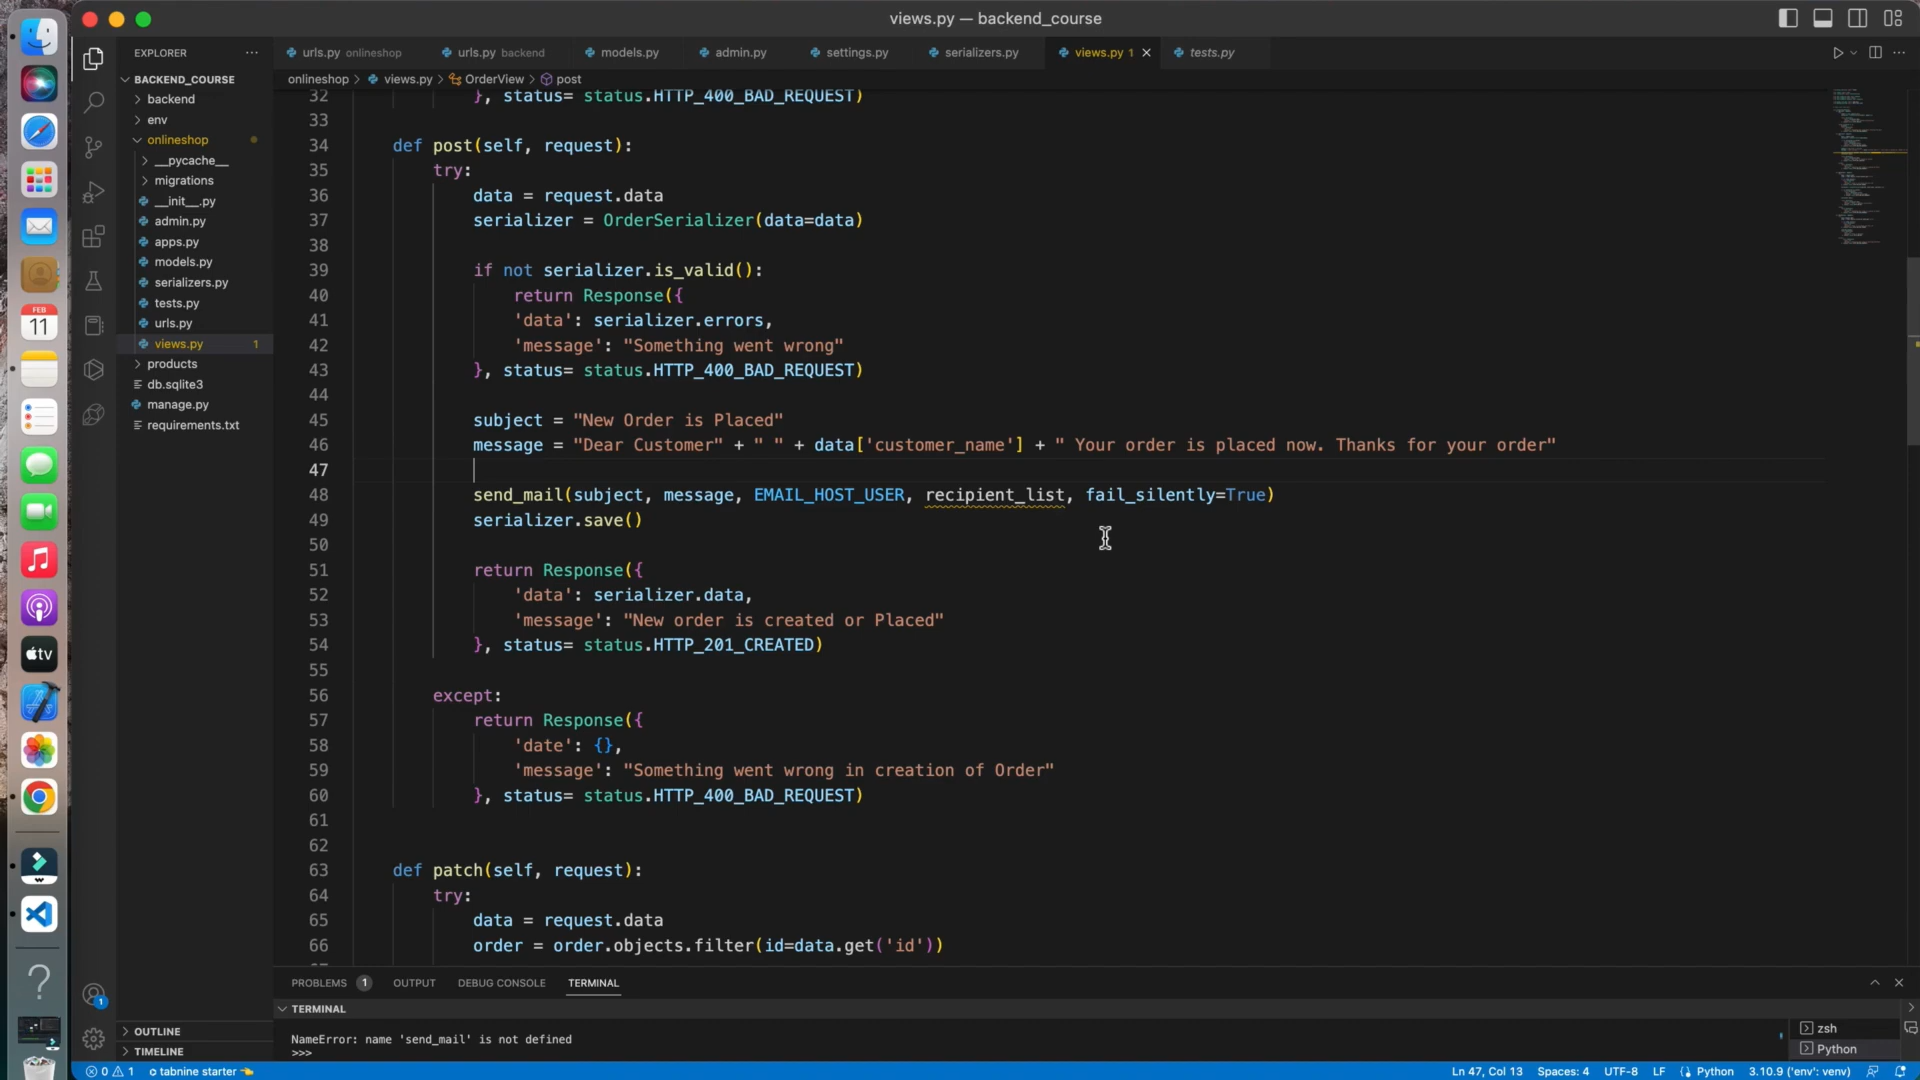 views.py — backend_course
FEB
11
tv
EXPLORER
BACKEND_COURSE
backend
env
onlineshop
__pycache__
migrations
__init__.py
admin.py
apps.py
models.py
serializers.py
tests.py
urls.py
views.py 1
products
db.sqlite3
manage.py
requirements.txt
OUTLINE
TIMELINE
urls.py onlineshop
urls.py backend
models.py
admin.py
settings.py
serializers.py
views.py 1
tests.py
onlineshop > views.py > OrderView > post
32 }, status= status.HTTP_400_BAD_REQUEST)
33
34 def post(self, request):
35 try:
36 data = request.data
37 serializer = OrderSerializer(data=data)
38
39 if not serializer.is_valid():
40 return Response({
41 'data': serializer.errors,
42 'message': "Something went wrong"
43 }, status= status.HTTP_400_BAD_REQUEST)
44
45 subject = "New Order is Placed"
46 message = "Dear Customer" + " " + data['customer_name'] + " Your order is placed now. Thanks for your order"
47
48 send_mail(subject, message, EMAIL_HOST_USER, recipient_list, fail_silently=True)
49 serializer.save()
50
51 return Response({
52 'data': serializer.data,
53 'message': "New order is created or Placed"
54 }, status= status.HTTP_201_CREATED)
55
56 except:
57 return Response({
58 'date': {},
59 'message': "Something went wrong in creation of Order"
60 }, status= status.HTTP_400_BAD_REQUEST)
61
62
63 def patch(self, request):
64 try:
65 data = request.data
66 order = order.objects.filter(id=data.get('id'))
PROBLEMS 1 OUTPUT DEBUG CONSOLE TERMINAL
TERMINAL
NameError: name 'send_mail' is not defined
>>>
zsh
Python
1
0 1 tabnine starter Ln 47, Col 13 Spaces: 4 UTF-8 LF Python 3.10.9 ('env': venv)